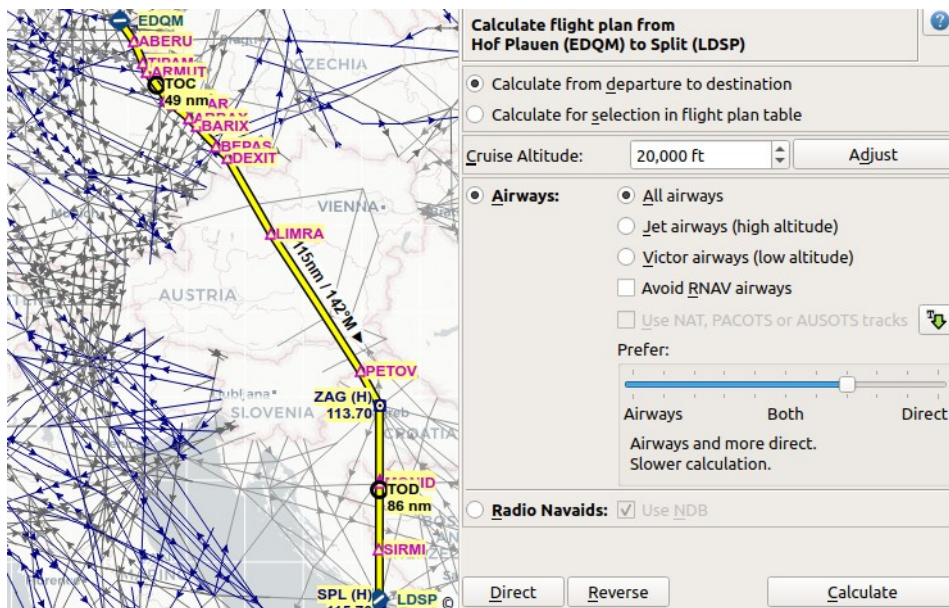 EDQM
ABERU
ARMUT
TOC
49 nm
BARIX
BEPAS
DEXIT
CZECHIA
VIENNA
LIMRA
115nm / 142°M
AUSTRIA
PETOV
ZAG (H)
113.70
SLOVENIA
CROATIA
TOD
86 nm
SIRMI
SPL (H)
LDSP ©
Calculate flight plan from
Hof Plauen (EDQM) to Split (LDSP)
?
Calculate from departure to destination
Calculate for selection in flight plan table
Cruise Altitude: 20,000 ft Adjust
Airways: All airways
Jet airways (high altitude)
Victor airways (low altitude)
Avoid RNAV airways
Use NAT, PACOTS or AUSOTS tracks
Prefer:
Airways Both Direct
Airways and more direct.
Slower calculation.
Radio Navaids: Use NDB
Direct Reverse Calculate